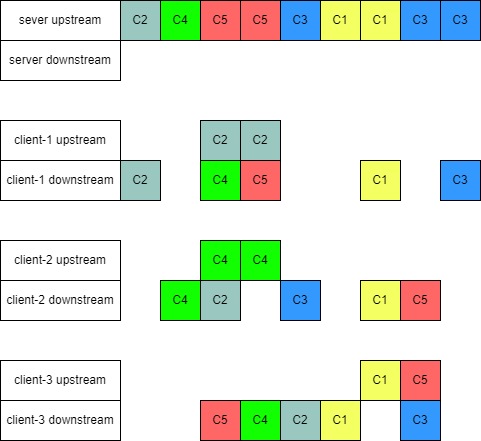 sever upstream C2 C4 C5 C5 C3 C1 C1 C3 C3
server downstream
client-1 upstream C2 C2
client-1 downstream C2 C4 C5 C1 C3
client-2 upstream C4 C4
client-2 downstream C4 C2 C3 C1 C5
client-3 upstream C1 C5
client-3 downstream C5 C4 C2 C1 C3